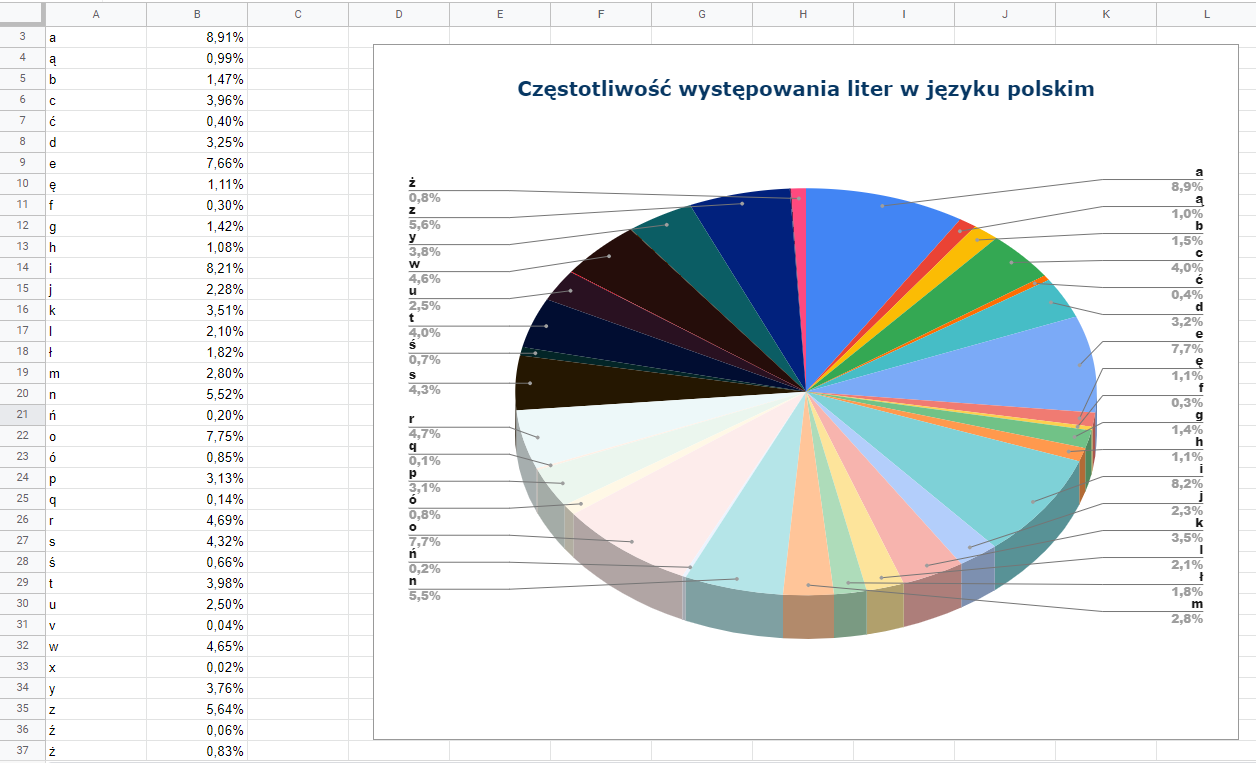 A B C D E F G H I J K L
3 a 8,91%
4 ą 0,99%
5 b 1,47%
6 c 3,96%
7 ć 0,40%
8 d 3,25%
9 e 7,66%
10 ę 1,11%
11 f 0,30%
12 g 1,42%
13 h 1,08%
14 i 8,21%
15 j 2,28%
16 k 3,51%
17 l 2,10%
18 ł 1,82%
19 m 2,80%
20 n 5,52%
21 ń 0,20%
22 o 7,75%
23 ó 0,85%
24 p 3,13%
25 q 0,14%
26 r 4,69%
27 s 4,32%
28 ś 0,66%
29 t 3,98%
30 u 2,50%
31 v 0,04%
32 w 4,65%
33 x 0,02%
34 y 3,76%
35 z 5,64%
36 ź 0,06%
37 ż 0,83%
Częstotliwość występowania liter w języku polskim
ż
0,8%
z
5,6%
y
3,8%
w
4,6%
u
2,5%
t
4,0%
ś
0,7%
s
4,3%
r
4,7%
q
0,1%
p
3,1%
ó
0,8%
o
7,7%
ń
0,2%
n
5,5%
a
8,9%
ą
1,0%
b
1,5%
c
4,0%
ć
0,4%
d
3,2%
e
7,7%
ę
1,1%
f
0,3%
g
1,4%
h
1,1%
i
8,2%
j
2,3%
k
3,5%
l
2,1%
ł
1,8%
m
2,8%